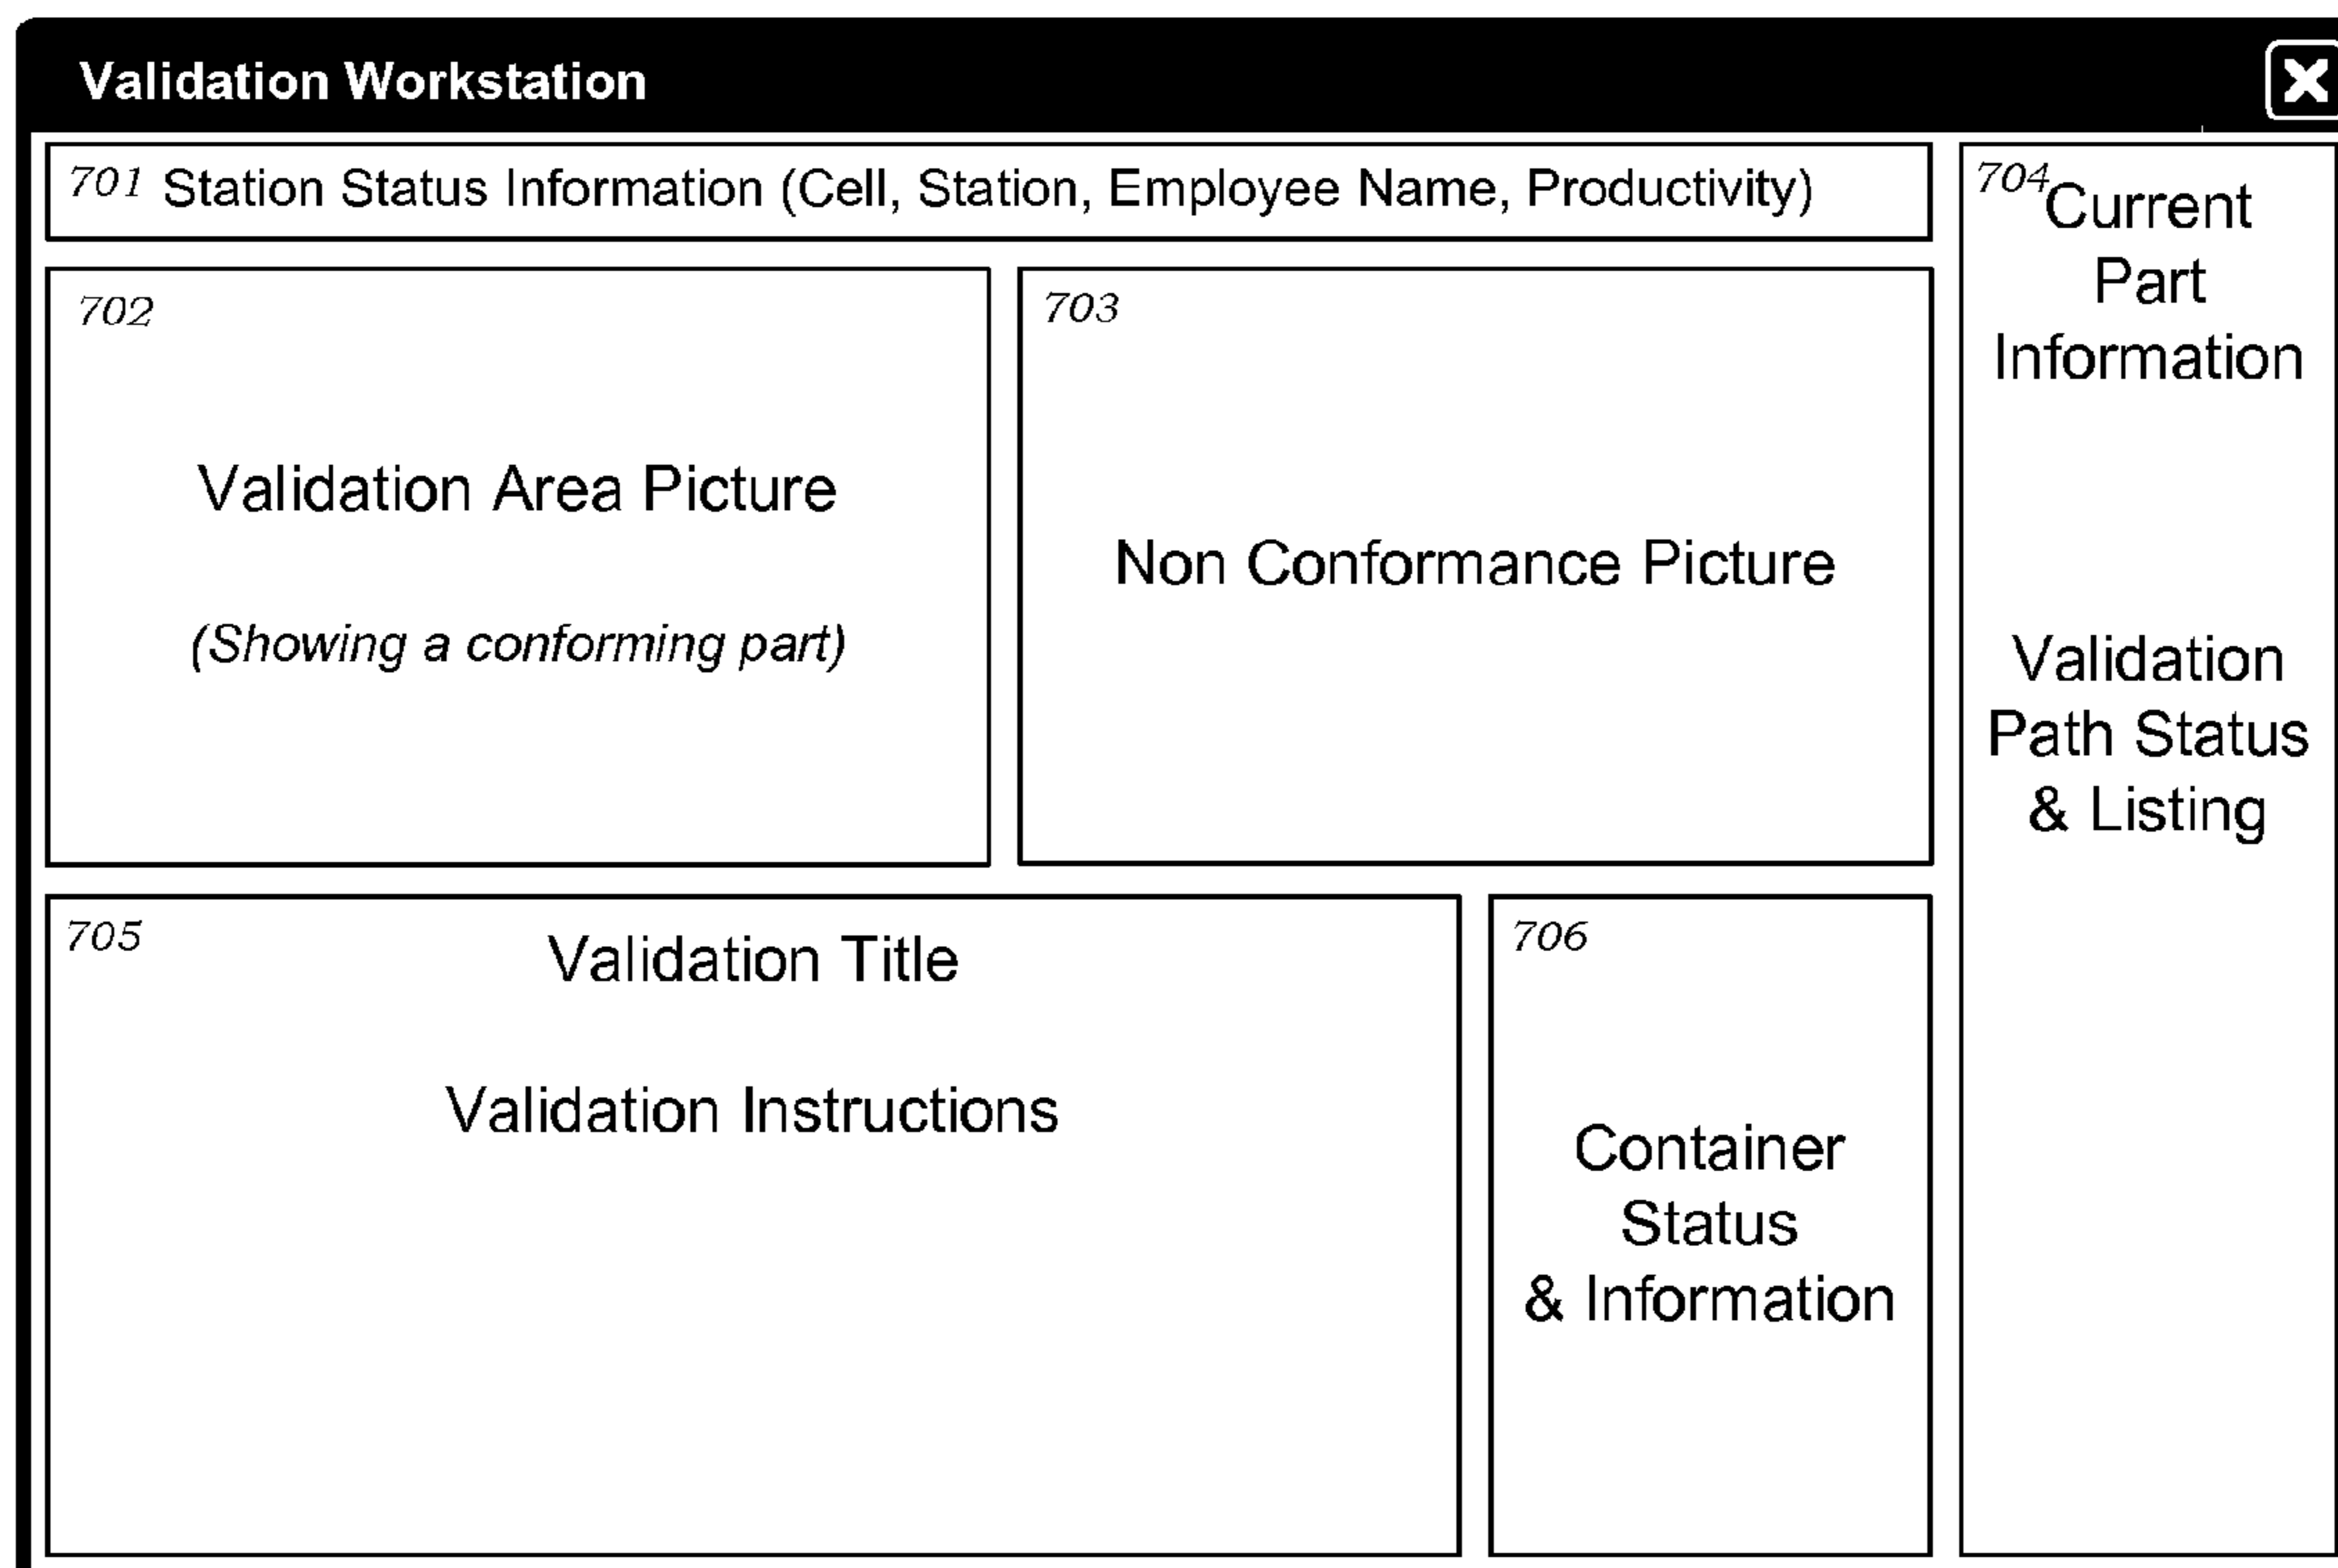 Validation Workstation
701 Station Status Information (Cell, Station, Employee Name, Productivity)
702
Validation Area Picture
(Showing a conforming part)
703
Non Conformance Picture
704 Current
Part
Information
Validation
Path Status
& Listing
705
Validation Title
Validation Instructions
706
Container
Status
& Information